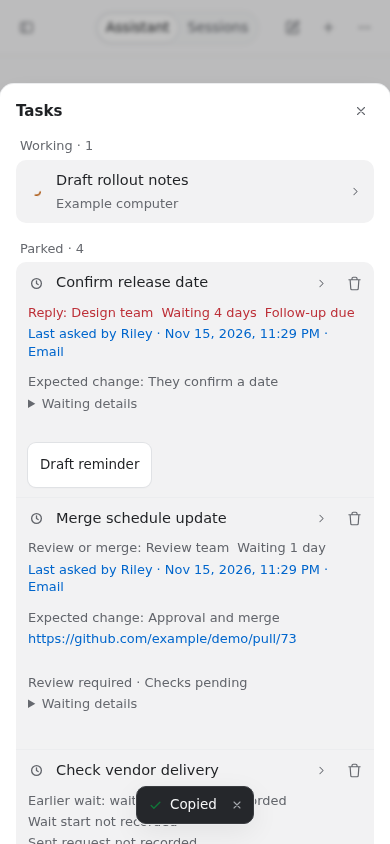 Assistant Sessions
Tasks
Working · 1
Draft rollout notes
Example computer
Parked · 4
Confirm release date
Reply: Design team Waiting 4 days Follow-up due
Last asked by Riley · Nov 15, 2026, 11:29 PM ·
Email
Expected change: They confirm a date
Waiting details
Draft reminder
Merge schedule update
Review or merge: Review team Waiting 1 day
Last asked by Riley · Nov 15, 2026, 11:29 PM ·
Email
Expected change: Approval and merge
https://github.com/example/demo/pull/73
Review required · Checks pending
Waiting details
Check vendor delivery
Earlier wait:
Copied
Wait start not
Sent request not recorded